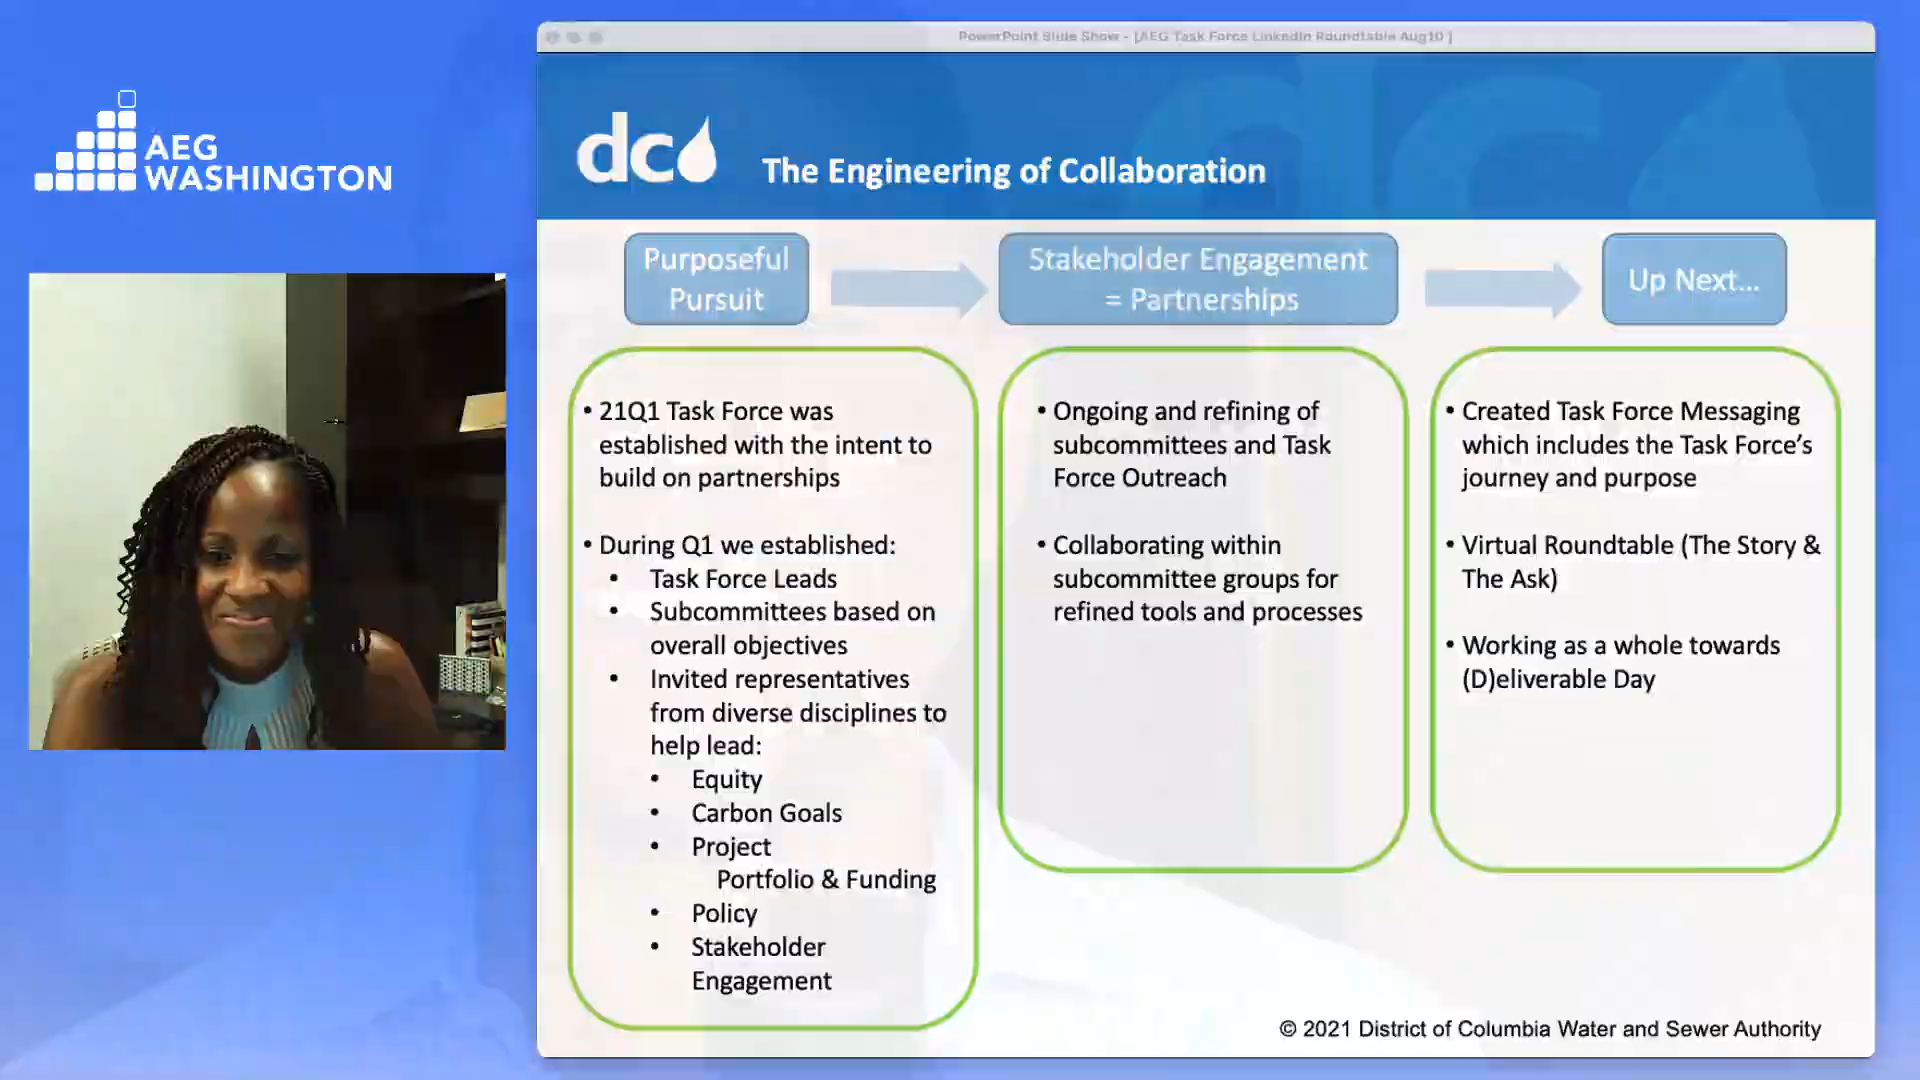 AEG
WASHINGTON
PowerPoint Slide Show - [AEG Task Force LinkedIn Roundtable Aug10 ]
dc
The Engineering of Collaboration
Purposeful
Pursuit
Stakeholder Engagement
= Partnerships
Up Next...
• 21Q1 Task Force was
established with the intent to
build on partnerships
• During Q1 we established:
• Task Force Leads
• Subcommittees based on
overall objectives
• Invited representatives
from diverse disciplines to
help lead:
• Equity
• Carbon Goals
• Project
Portfolio & Funding
• Policy
• Stakeholder
Engagement
• Ongoing and refining of
subcommittees and Task
Force Outreach
• Collaborating within
subcommittee groups for
refined tools and processes
• Created Task Force Messaging
which includes the Task Force’s
journey and purpose
• Virtual Roundtable (The Story &
The Ask)
• Working as a whole towards
(D)eliverable Day
© 2021 District of Columbia Water and Sewer Authority